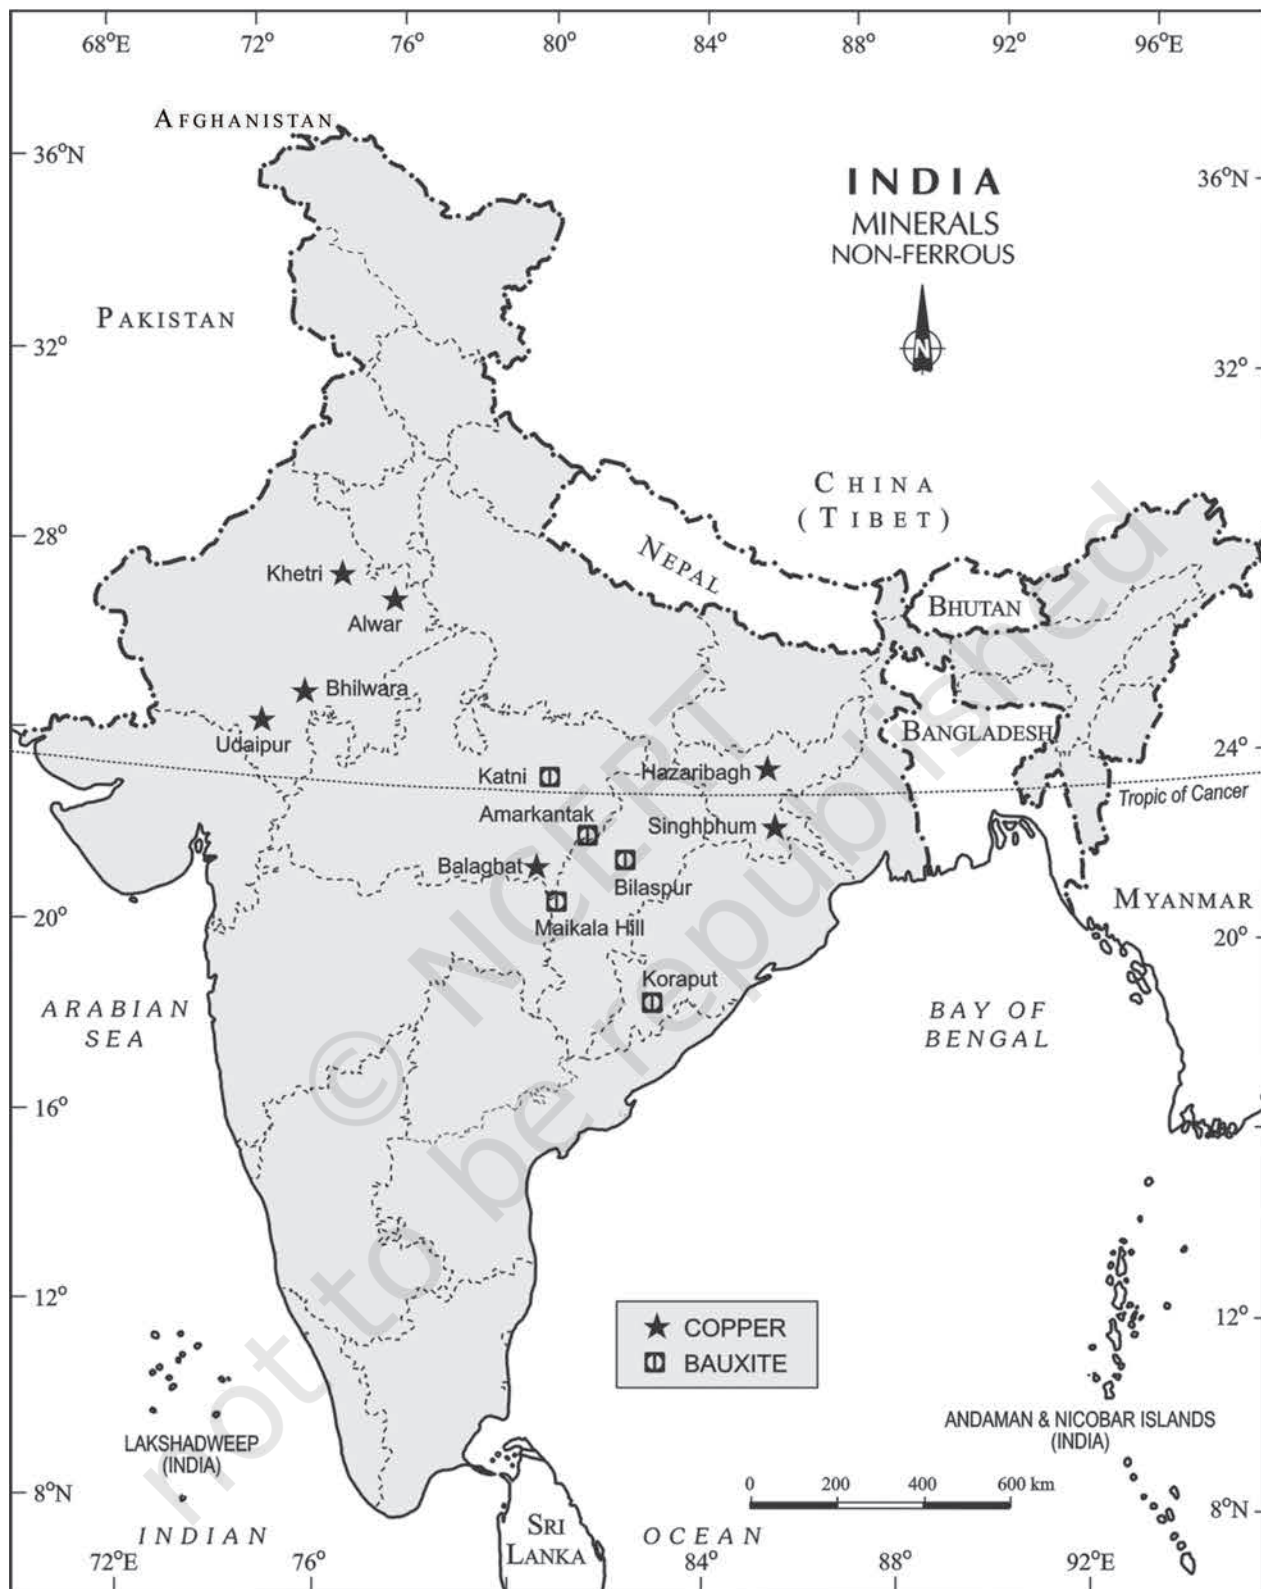 68°E 72° 76° 80° 84° 88° 92° 96°E
AFGHANISTAN
36°N
36°N
INDIA
MINERALS
NON-FERROUS
N
PAKISTAN
32°
32°
CHINA
(TIBET)
28°
NEPAL
BHUTAN
Khetri
Alwar
Bhilwara
Udaipur
BANGLADESH
24°
Katni
Hazaribagh
Tropic of Cancer
Amarkantak
Singhbhum
Balaghat
Bilaspur
Maikala Hill
MYANMAR
20°
20°
Koraput
ARABIAN
SEA
BAY OF
BENGAL
16°
12°
12°
COPPER
BAUXITE
LAKSHADWEEP
(INDIA)
ANDAMAN & NICOBAR ISLANDS
(INDIA)
0 200 400 600 km
8°N
8°N
SRI
LANKA
INDIAN OCEAN
72°E 76° 84° 88° 92°E
© NCERT
not to be republished